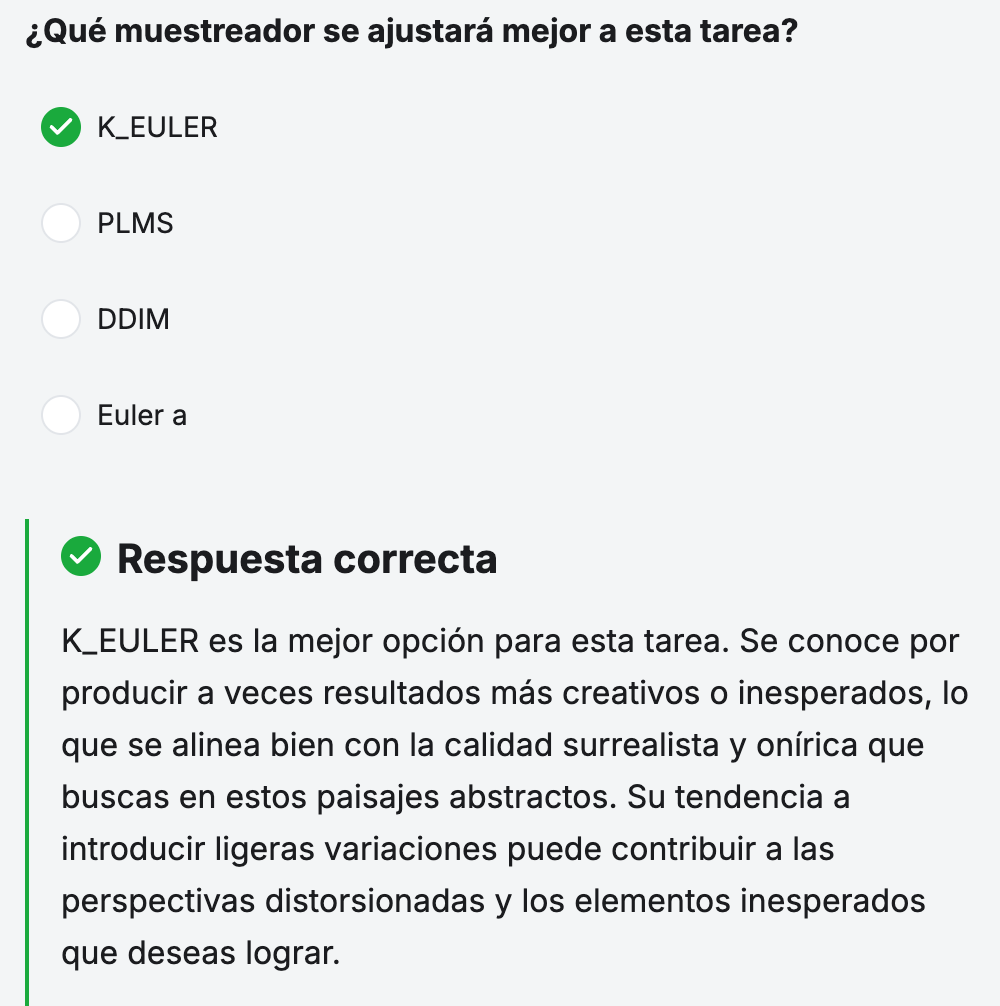 ¿Qué muestreador se ajustará mejor a esta tarea?
K_EULER
PLMS
DDIM
Euler a
Respuesta correcta
K_EULER es la mejor opción para esta tarea. Se conoce por
producir a veces resultados más creativos o inesperados, lo
que se alinea bien con la calidad surrealista y onírica que
buscas en estos paisajes abstractos. Su tendencia a
introducir ligeras variaciones puede contribuir a las
perspectivas distorsionadas y los elementos inesperados
que deseas lograr.